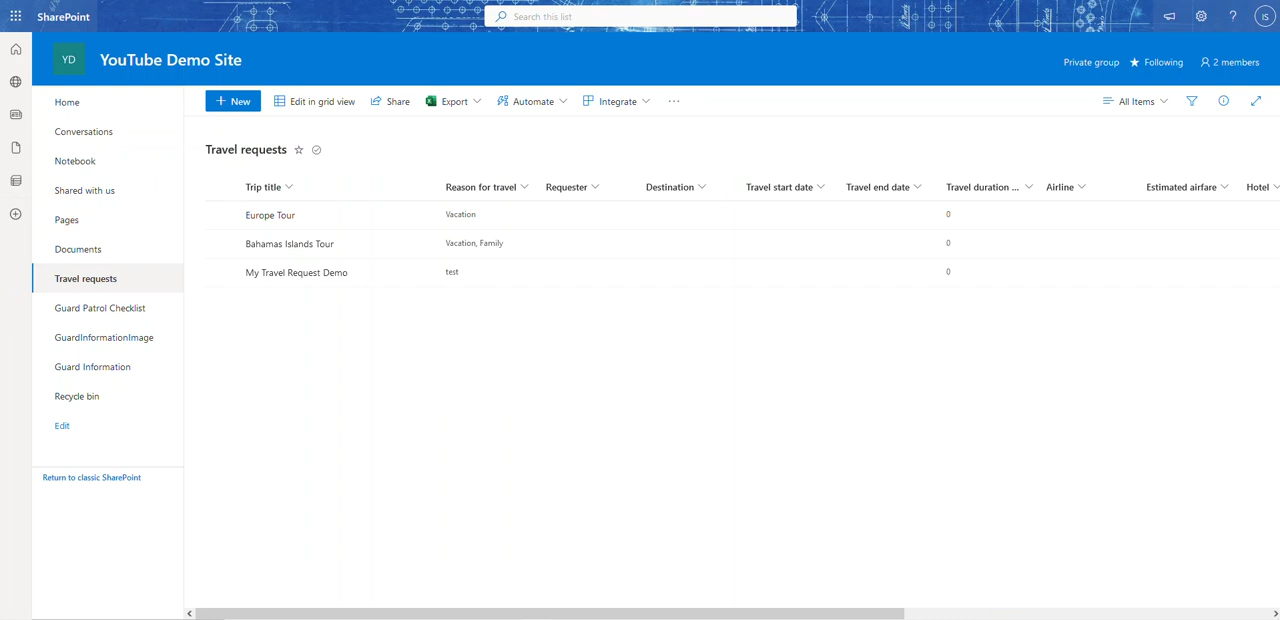 SharePoint
Search this list
IS
YD
YouTube Demo Site
Private group
Following
2 members
Home
Conversations
Notebook
Shared with us
Pages
Documents
Travel requests
Guard Patrol Checklist
GuardInformationImage
Guard Information
Recycle bin
Edit
Return to classic SharePoint
New
Edit in grid view
Share
Export
Automate
Integrate
...
All Items
Travel requests
Trip title Reason for travel Requester Destination Travel start date Travel end date Travel duration ... Airline Estimated airfare Hotel
Europe Tour Vacation 0
Bahamas Islands Tour Vacation, Family 0
My Travel Request Demo test 0